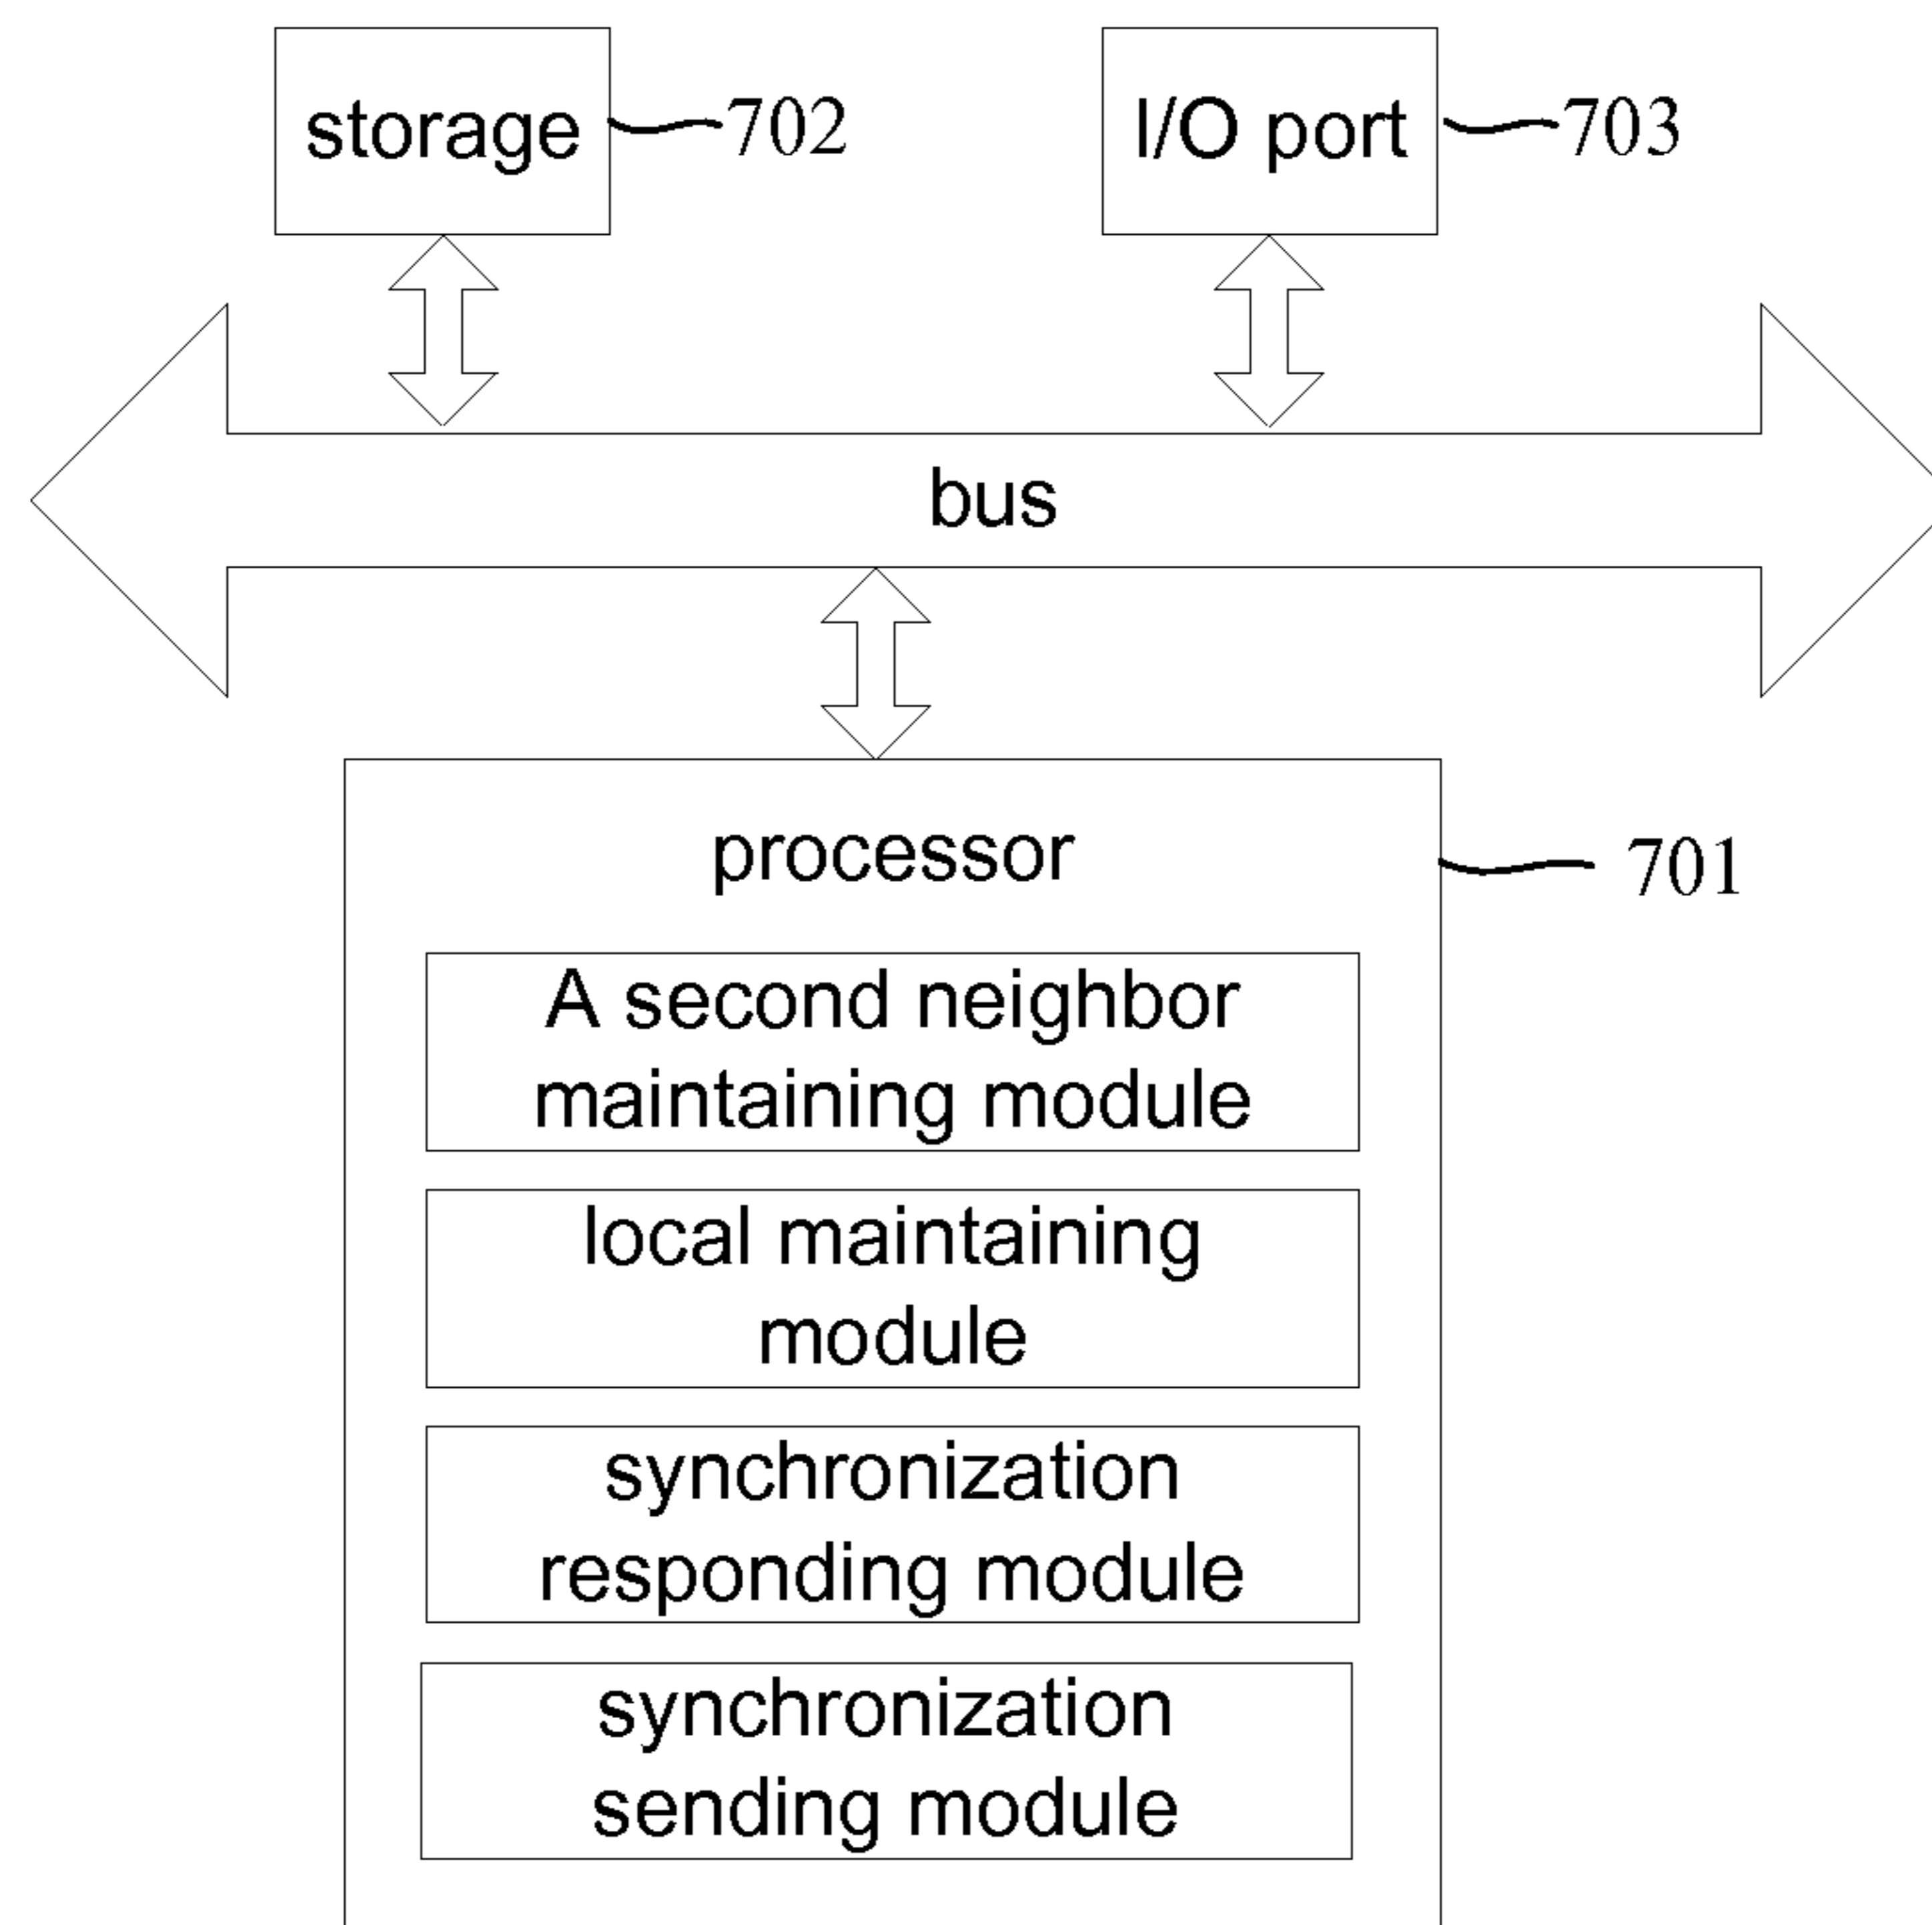 storage
702
I/O port
703
bus
processor
701
A second neighbor
maintaining module
local maintaining
module
synchronization
responding module
synchronization
sending module